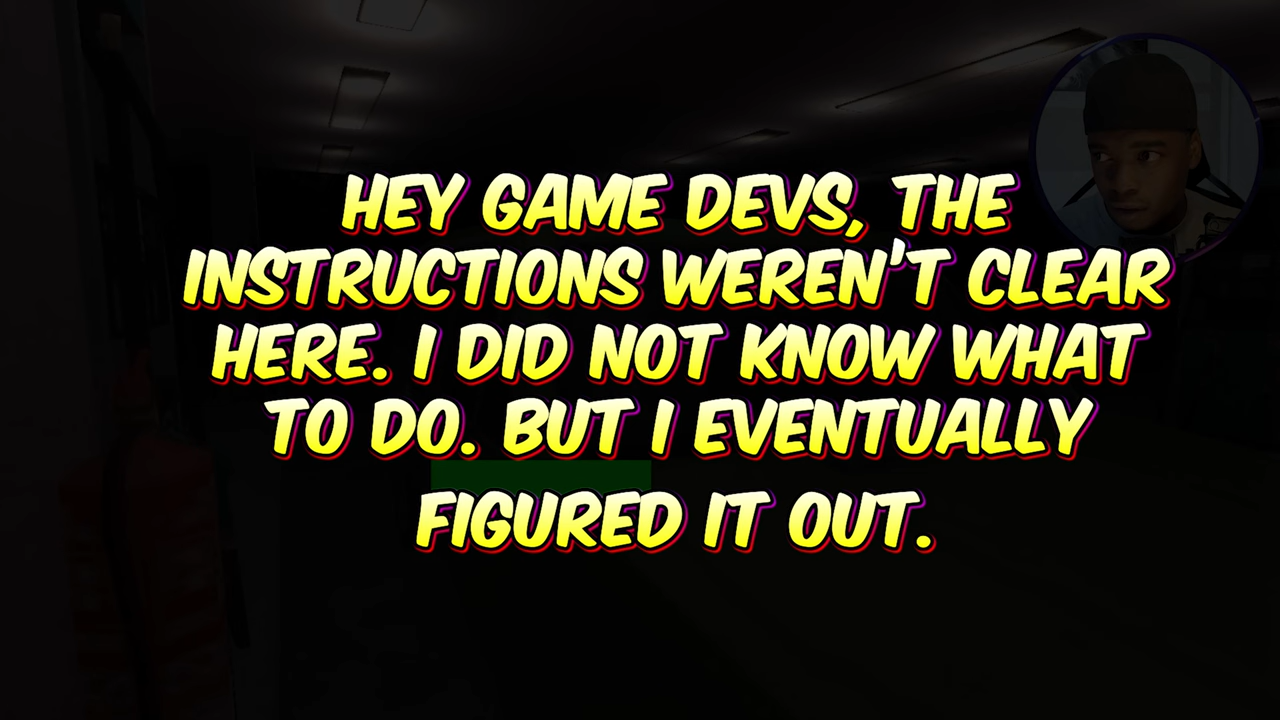 HEY GAME DEVS, THE
INSTRUCTIONS WEREN'T CLEAR
HERE. I DID NOT KNOW WHAT
TO DO. BUT I EVENTUALLY
FIGURED IT OUT.